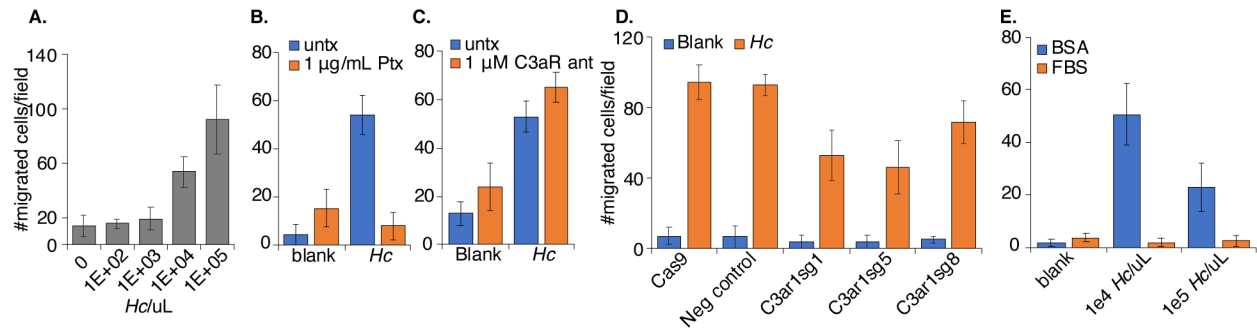 A.
#migrated cells/field
140
100
60
20
0
0
1E+02
1E+03
1E+04
1E+05
Hc/uL
B.
untx
1 µg/mL Ptx
80
60
40
20
0
blank
Hc
C.
untx
1 µM C3aR ant
80
60
40
20
0
Blank
Hc
D.
Blank
Hc
#migrated cells/field
120
80
40
0
Cas9
Neg control
C3ar1sg1
C3ar1sg5
C3ar1sg8
E.
BSA
FBS
80
60
40
20
0
blank
1e4 Hc/uL
1e5 Hc/uL